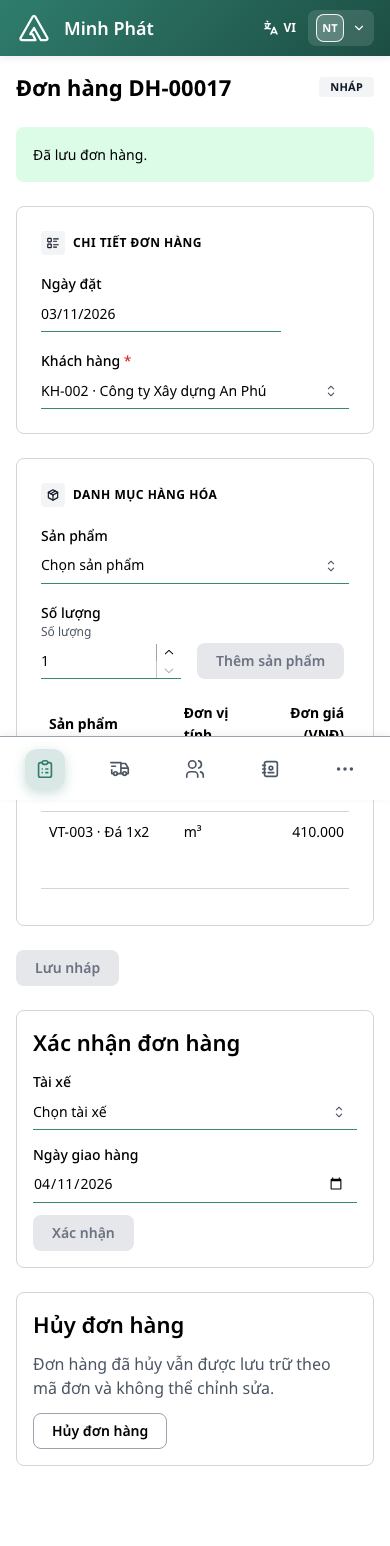 Minh Phát
VI
NT
Đơn hàng DH-00017
NHÁP
Đã lưu đơn hàng.
CHI TIẾT ĐƠN HÀNG
Ngày đặt
03/11/2026
Khách hàng *
KH-002 · Công ty Xây dựng An Phú
DANH MỤC HÀNG HÓA
Sản phẩm
Chọn sản phẩm
Số lượng
Số lượng
1
Thêm sản phẩm
Sản phẩm
Đơn vị tính
Đơn giá (VNĐ)
VT-003 · Đá 1x2
m³
410.000
Lưu nháp
Xác nhận đơn hàng
Tài xế
Chọn tài xế
Ngày giao hàng
04/11/2026
Xác nhận
Hủy đơn hàng
Đơn hàng đã hủy vẫn được lưu trữ theo
mã đơn và không thể chỉnh sửa.
Hủy đơn hàng